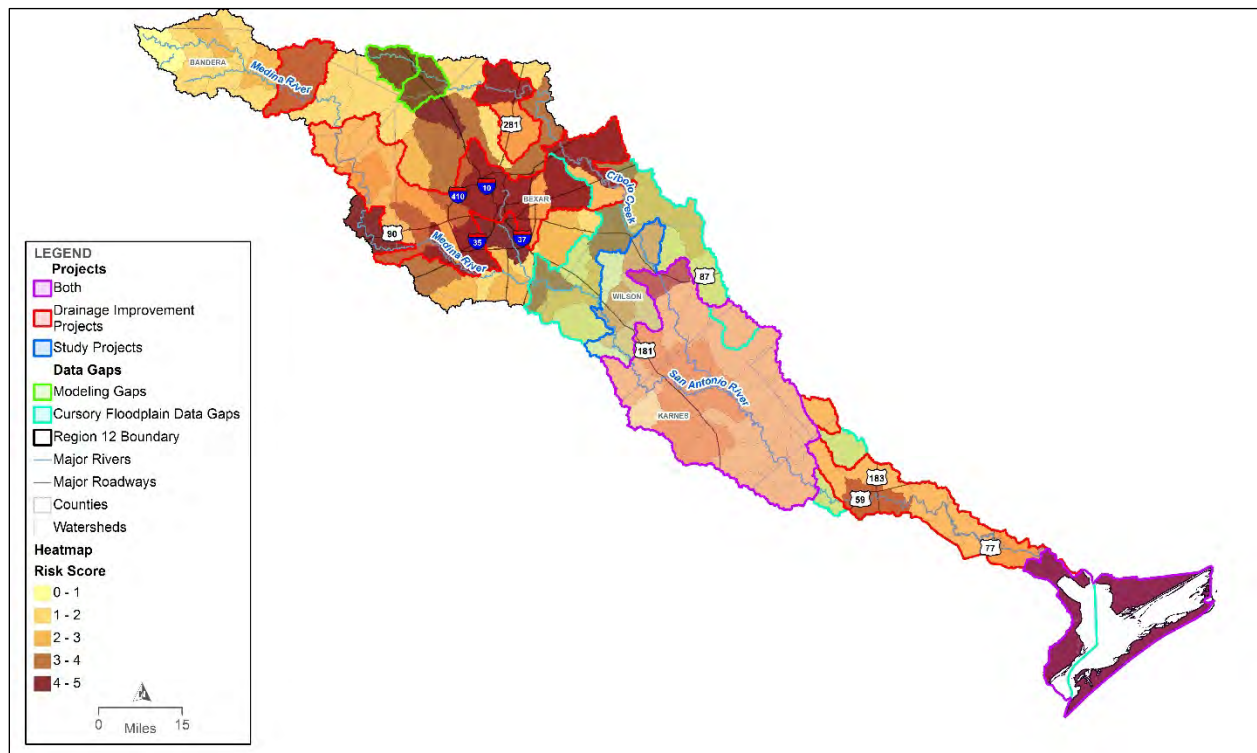 BANDERA
Medina River
281
Cibolo Creek
10
410
BEXAR
90
35
37
Medina River
87
WILSON
181
San Antonio River
KARNES
183
59
77
LEGEND
Projects
Both
Drainage Improvement
Projects
Study Projects
Data Gaps
Modeling Gaps
Cursory Floodplain Data Gaps
Region 12 Boundary
Major Rivers
Major Roadways
Counties
Watersheds
Heatmap
Risk Score
0 - 1
1 - 2
2 - 3
3 - 4
4 - 5
0 15
Miles